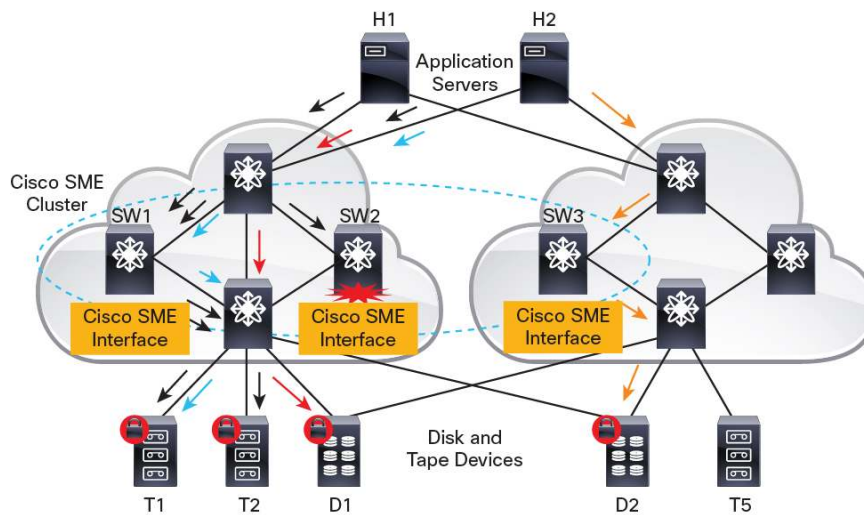 H1
H2
Application
Servers
Cisco SME
Cluster
SW1
SW2
SW3
Cisco SME
Interface
Cisco SME
Interface
Cisco SME
Interface
Disk and
Tape Devices
T1
T2
D1
D2
T5